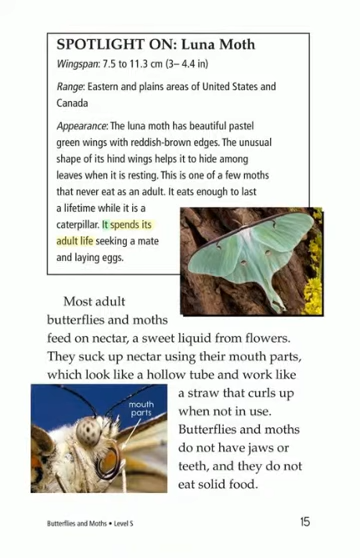 SPOTLIGHT ON: Luna Moth
Wingspan: 7.5 to 11.3 cm (3– 4.4 in)
Range: Eastern and plains areas of United States and
Canada
Appearance: The luna moth has beautiful pastel
green wings with reddish-brown edges. The unusual
shape of its hind wings helps it to hide among
leaves when it is resting. This is one of a few moths
that never eat as an adult. It eats enough to last
a lifetime while it is a
caterpillar. It spends its
adult life seeking a mate
and laying eggs.
Most adult
butterflies and moths
feed on nectar, a sweet liquid from flowers.
They suck up nectar using their mouth parts,
which look like a hollow tube and work like
a straw that curls up
when not in use.
Butterflies and moths
do not have jaws or
teeth, and they do not
eat solid food.
mouth
parts
Butterflies and Moths • Level S
15